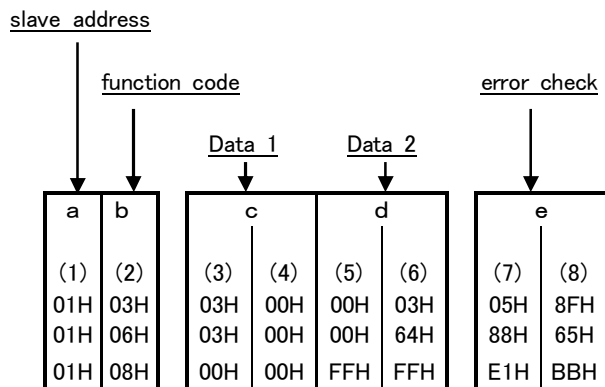 slave address
function code
error check
Data 1
Data 2
a b c d e
(1) (2) (3) (4) (5) (6) (7) (8)
01H 03H 03H 00H 00H 03H 05H 8FH
01H 06H 03H 00H 00H 64H 88H 65H
01H 08H 00H 00H FFH FFH E1H BBH